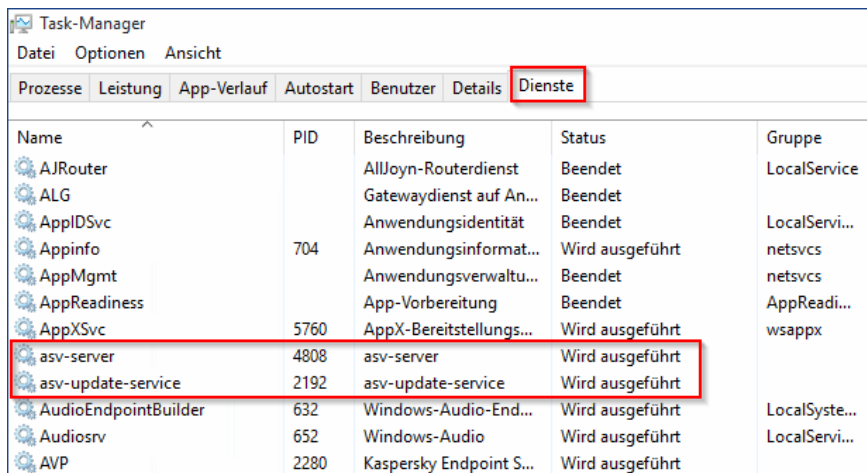 Task-Manager
Datei Optionen Ansicht
Prozesse Leistung App-Verlauf Autostart Benutzer Details Dienste
Name PID Beschreibung Status Gruppe
AJRouter AllJoyn-Routerdienst Beendet LocalService
ALG Gatewaydienst auf An... Beendet
AppIDSvc Anwendungsidentität Beendet LocalServi...
Appinfo 704 Anwendungsinformat... Wird ausgeführt netsvcs
AppMgmt Anwendungsverwaltu... Beendet netsvcs
AppReadiness App-Vorbereitung Beendet AppReadi...
AppXSvc 5760 AppX-Bereitstellungs... Wird ausgeführt wsappx
asv-server 4808 asv-server Wird ausgeführt
asv-update-service 2192 asv-update-service Wird ausgeführt
AudioEndpointBuilder 632 Windows-Audio-End... Wird ausgeführt LocalSyste...
Audiosrv 652 Windows-Audio Wird ausgeführt LocalServi...
AVP 2280 Kaspersky Endpoint S... Wird ausgeführt